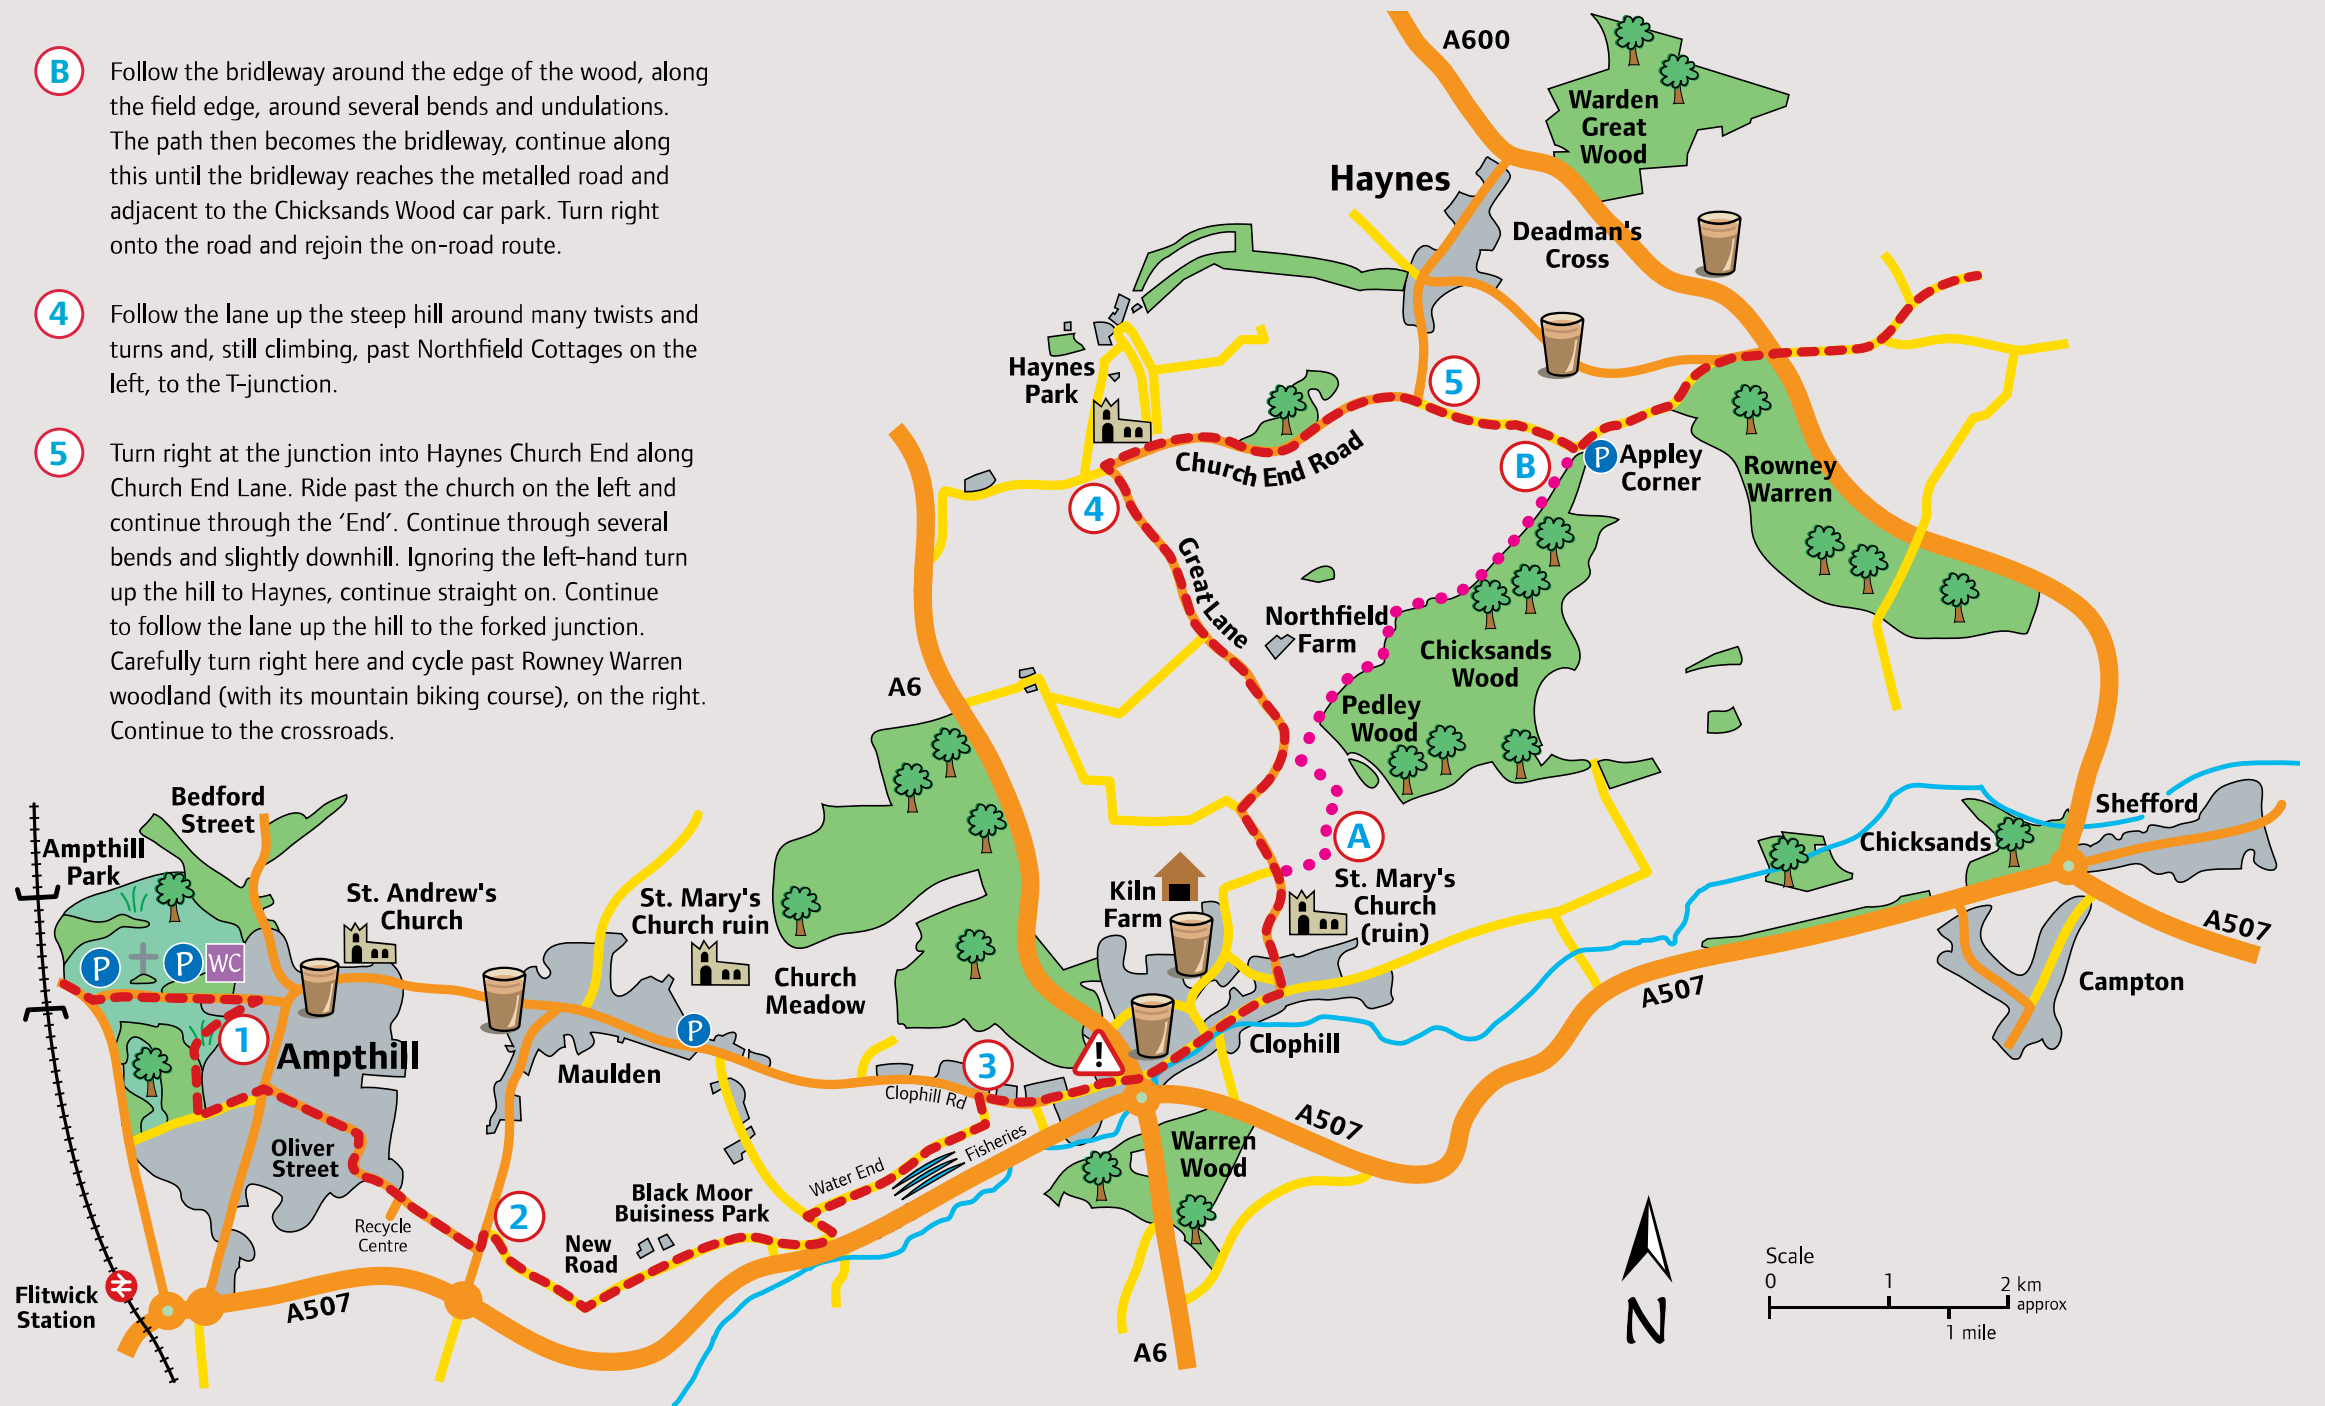 B
Follow the bridleway around the edge of the wood, along
the field edge, around several bends and undulations.
The path then becomes the bridleway, continue along
this until the bridleway reaches the metalled road and
adjacent to the Chicksands Wood car park. Turn right
onto the road and rejoin the on-road route.
4
Follow the lane up the steep hill around many twists and
turns and, still climbing, past Northfield Cottages on the
left, to the T-junction.
5
Turn right at the junction into Haynes Church End along
Church End Lane. Ride past the church on the left and
continue through the ‘End’. Continue through several
bends and slightly downhill. Ignoring the left-hand turn
up the hill to Haynes, continue straight on. Continue
to follow the lane up the hill to the forked junction.
Carefully turn right here and cycle past Rowney Warren
woodland (with its mountain biking course), on the right.
Continue to the crossroads.
A600
Warden
Great
Wood
Haynes
Deadman's
Cross
Haynes
Park
5
Church End Road
B
P
Appley
Corner
Rowney
Warren
4
Great Lane
Northfield
Farm
Chicksands
Wood
Pedley
Wood
A6
A
Bedford
Street
Ampthill
Park
St. Andrew's
Church
St. Mary's
Church ruin
Church
Meadow
Kiln
Farm
St. Mary's
Church
(ruin)
Shefford
Chicksands
A507
Campton
A507
P
P
WC
1
Ampthill
Maulden
P
3
!
Clophill
Clophill Rd
A507
Oliver
Street
Water End
Fisheries
Warren
Wood
Black Moor
Buisiness Park
2
Recycle
Centre
New
Road
Flitwick
Station
A507
A6
N
Scale
0 1 2 km
approx
1 mile